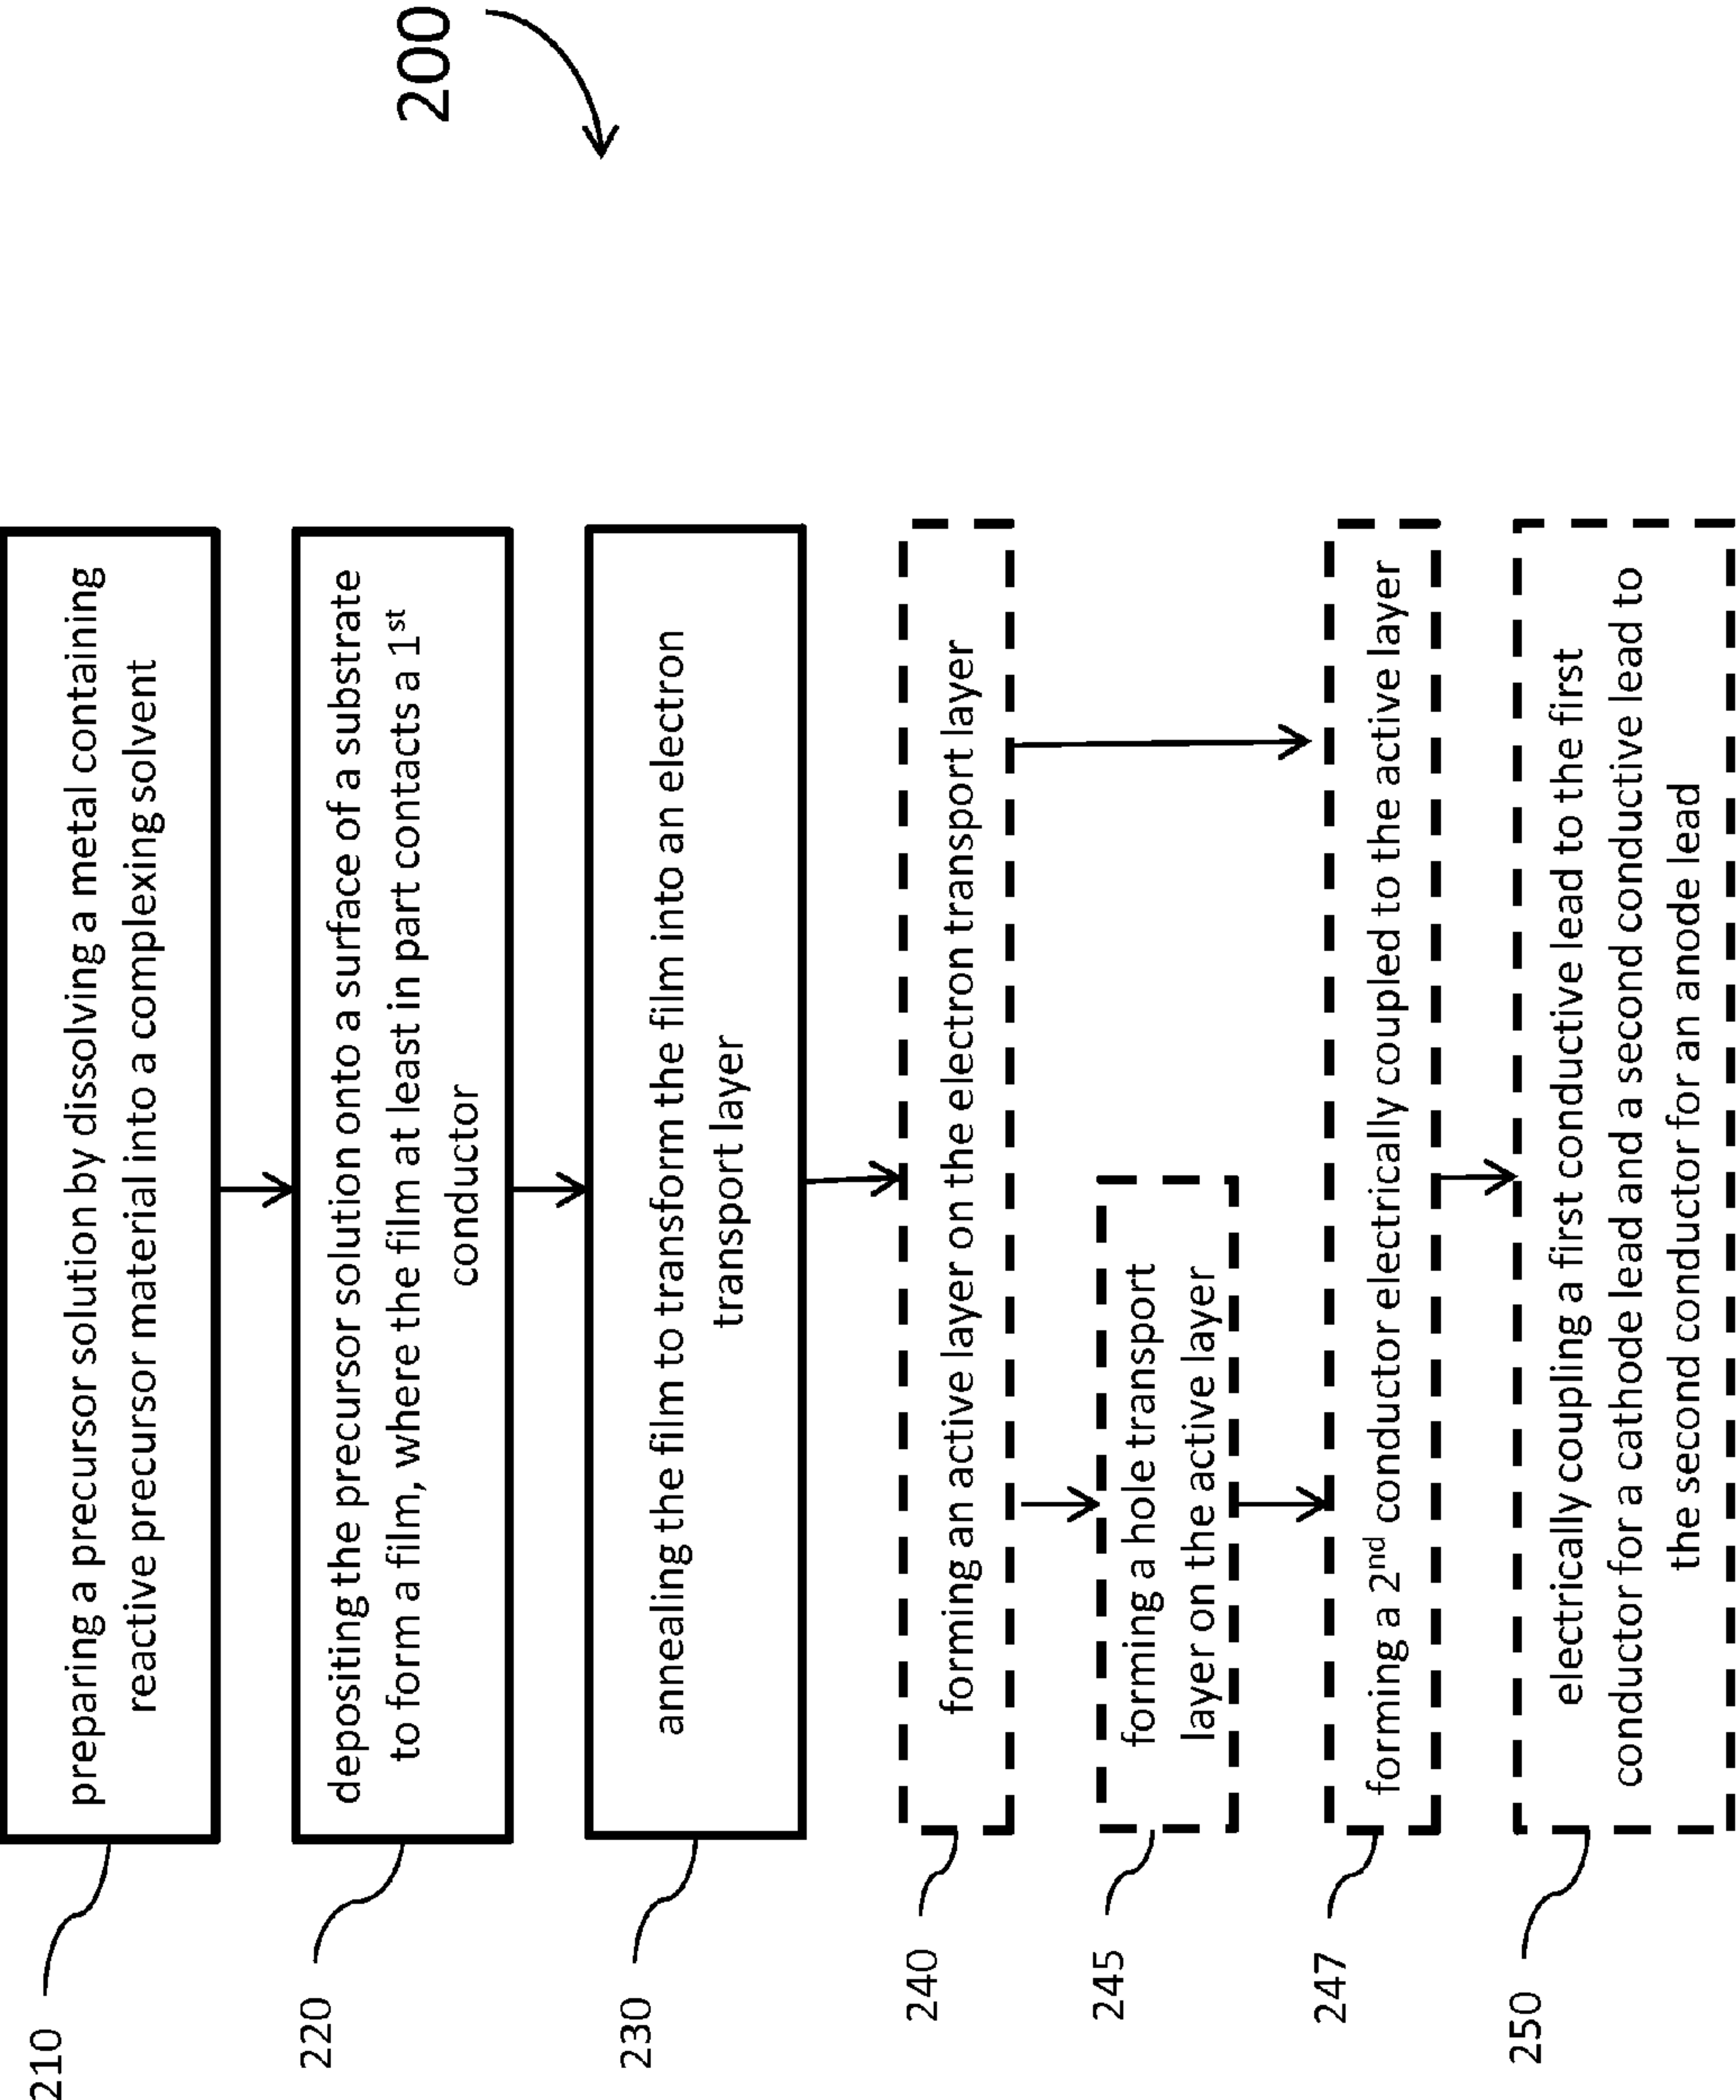 200
210
preparing a precursor solution by dissolving a metal containing
reactive precursor material into a complexing solvent
220
depositing the precursor solution onto a surface of a substrate
to form a film, where the film at least in part contacts a 1st
conductor
230
annealing the film to transform the film into an electron
transport layer
240
forming an active layer on the electron transport layer
245
forming a hole transport
layer on the active layer
247
forming a 2nd conductor electrically coupled to the active layer
250
electrically coupling a first conductive lead to the first
conductor for a cathode lead and a second conductive lead to
the second conductor for an anode lead